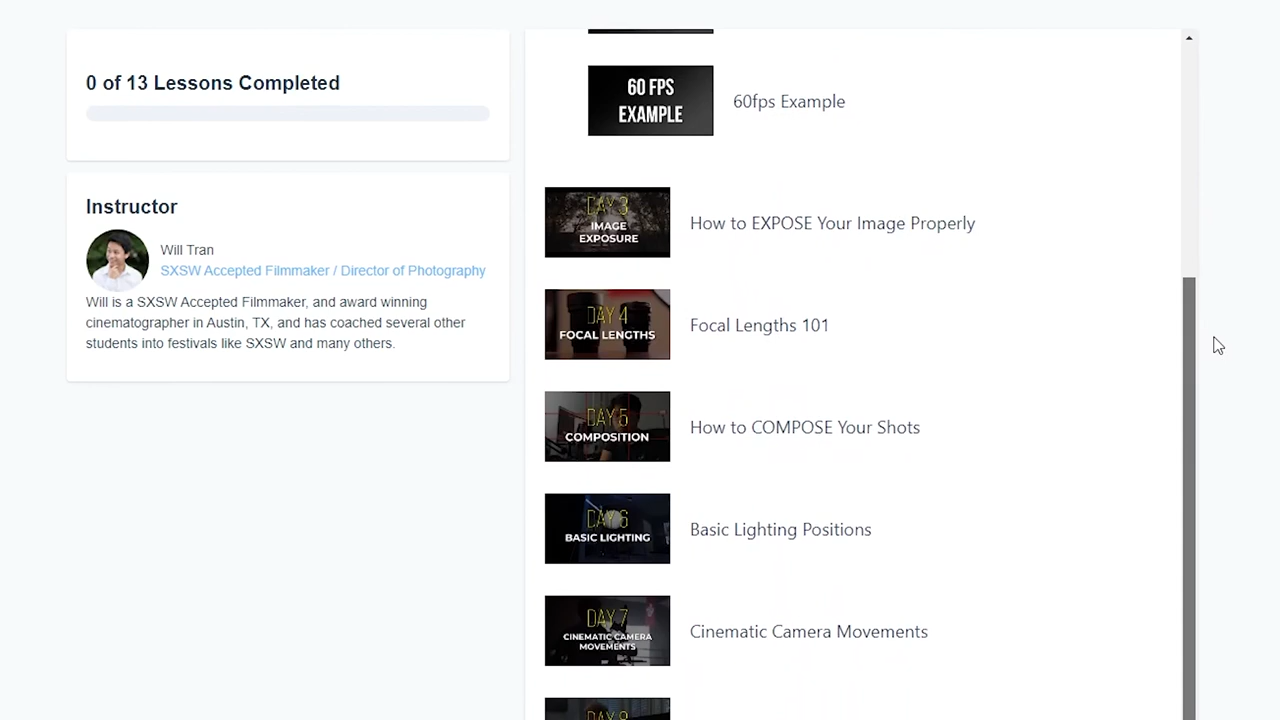 0 of 13 Lessons Completed
Instructor
Will Tran
SXSW Accepted Filmmaker / Director of Photography
Will is a SXSW Accepted Filmmaker, and award winning
cinematographer in Austin, TX, and has coached several other
students into festivals like SXSW and many others.
60 FPS
EXAMPLE
60fps Example
DAY 3
IMAGE
EXPOSURE
How to EXPOSE Your Image Properly
DAY 4
FOCAL LENGTHS
Focal Lengths 101
DAY 5
COMPOSITION
How to COMPOSE Your Shots
DAY 6
BASIC LIGHTING
Basic Lighting Positions
DAY 7
CINEMATIC CAMERA
MOVEMENTS
Cinematic Camera Movements
DAY 8